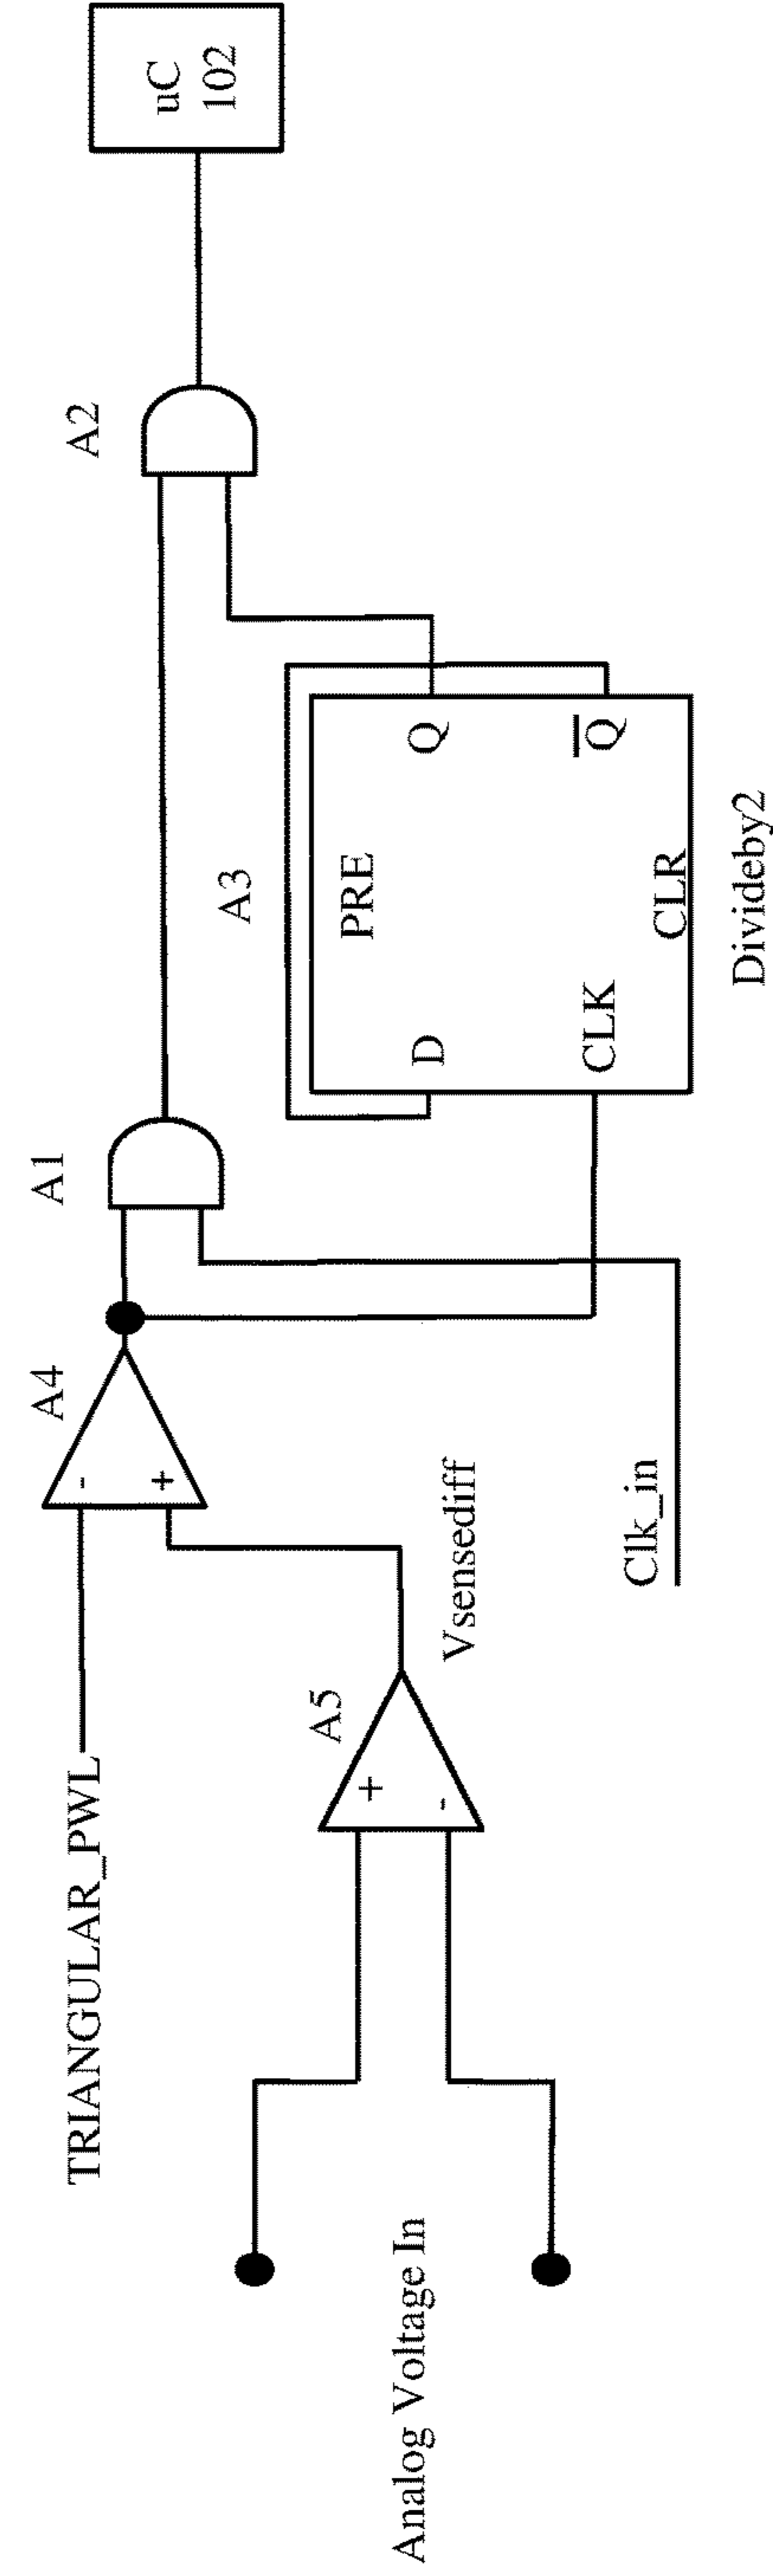 Analog Voltage In
TRIANGULAR_PWL
A5
+
-
Vsensediff
A4
-
+
Clk_in
A1
A3
D
PRE
Q
CLK
CLR
Q̅
Divideby2
A2
uC
102